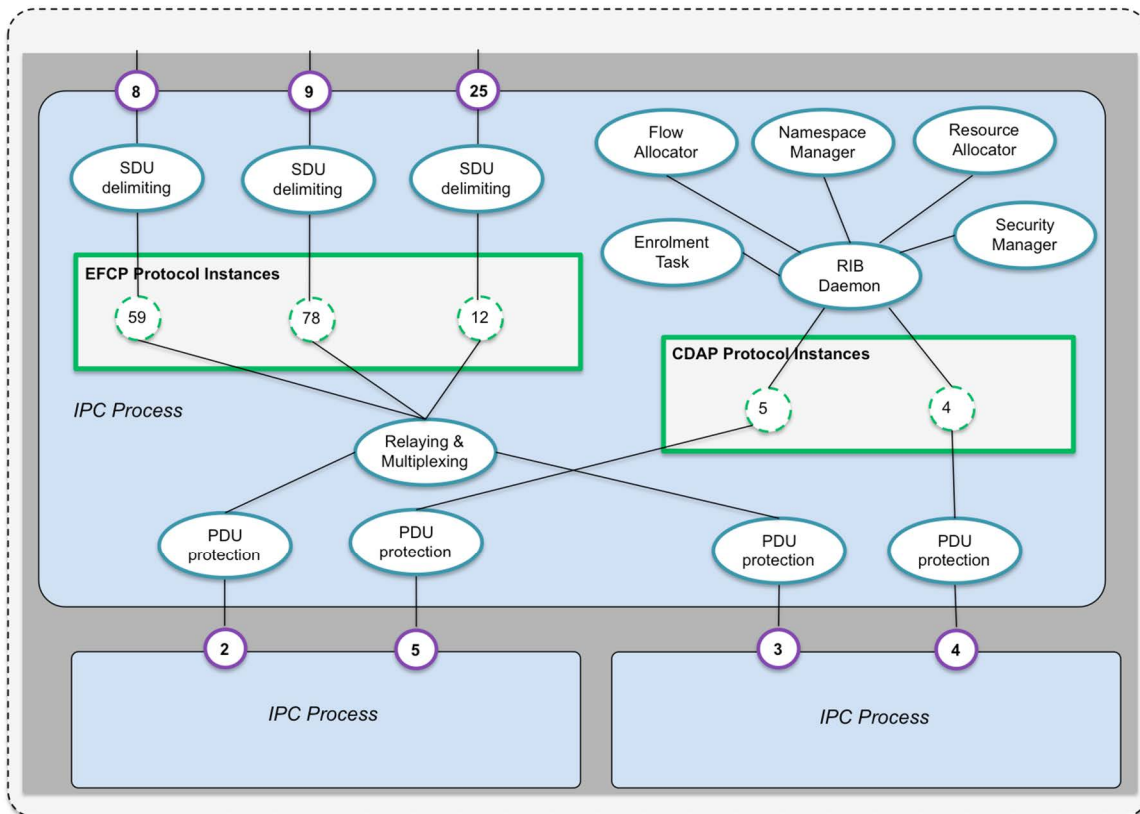 8
9
25
SDU
delimiting
SDU
delimiting
SDU
delimiting
Flow
Allocator
Namespace
Manager
Resource
Allocator
Enrolment
Task
RIB
Daemon
Security
Manager
EFCP Protocol Instances
59
78
12
CDAP Protocol Instances
5
4
IPC Process
Relaying &
Multiplexing
PDU
protection
PDU
protection
PDU
protection
PDU
protection
2
5
3
4
IPC Process
IPC Process